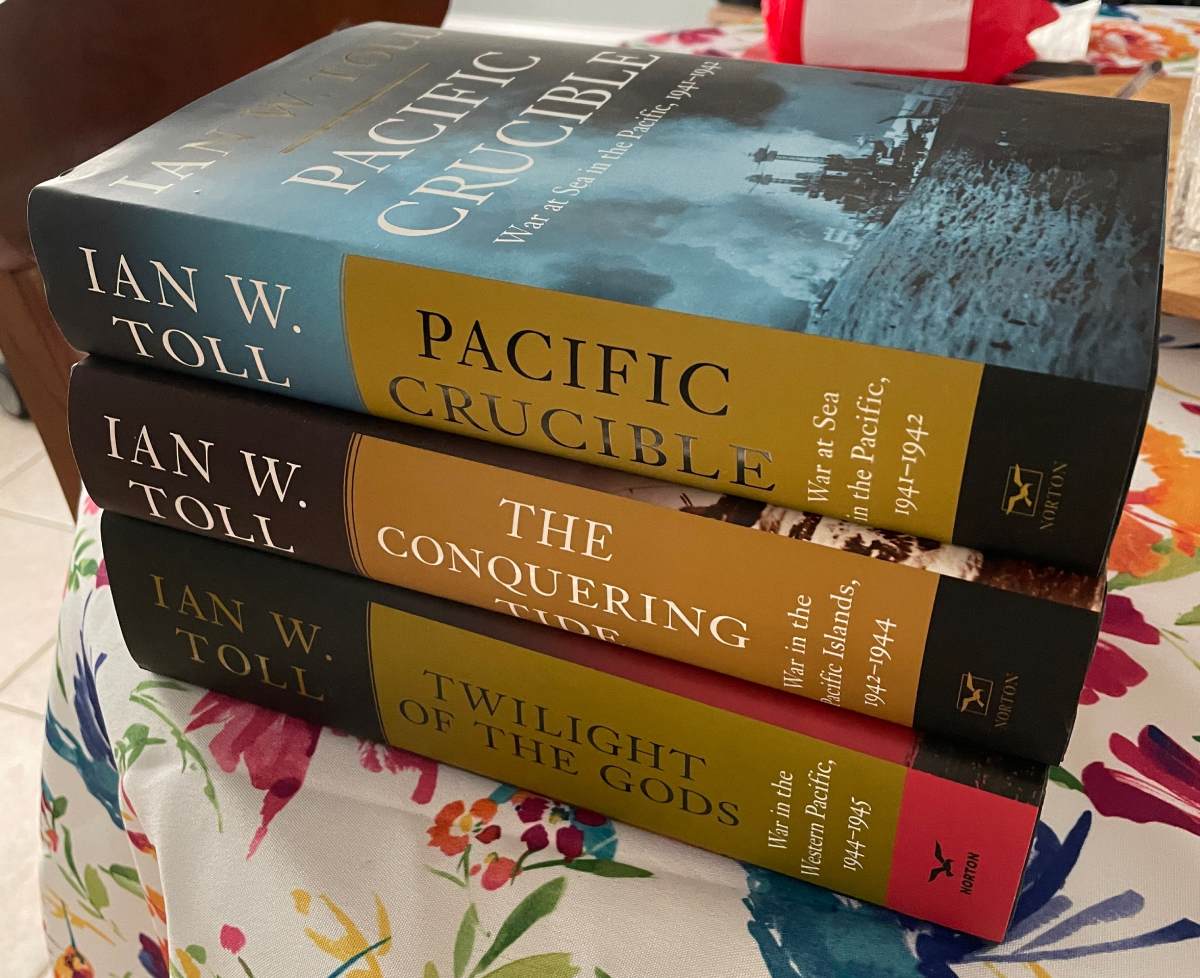 IAN W. TOLL
PACIFIC
CRUCIBLE
War at Sea in the Pacific, 1941–1942
IAN W.
TOLL
PACIFIC
CRUCIBLE
War at Sea
in the Pacific,
1941–1942
NORTON
IAN W.
TOLL
THE
CONQUERING
TIDE
War in the
Pacific Islands,
1942–1944
NORTON
IAN W.
TOLL
TWILIGHT
OF THE GODS
War in the
Western Pacific,
1944–1945
NORTON